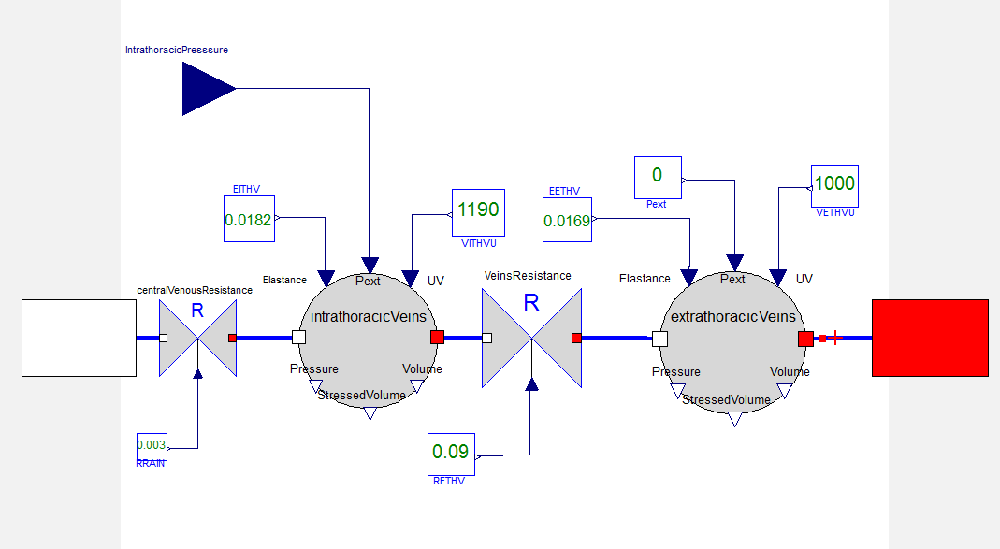 IntrathoracicPresssure
0
Pext
1000
VETHVU
EITHV
0.0182
1190
VITHVU
EETHV
0.0169
Elastance
Pext
UV
VeinsResistance
Elastance
Pext
UV
centralVenousResistance
R
R
intrathoracicVeins
extrathoracicVeins
Pressure
Volume
StressedVolume
Pressure
Volume
StressedVolume
0.003
RRAIN
0.09
RETHV